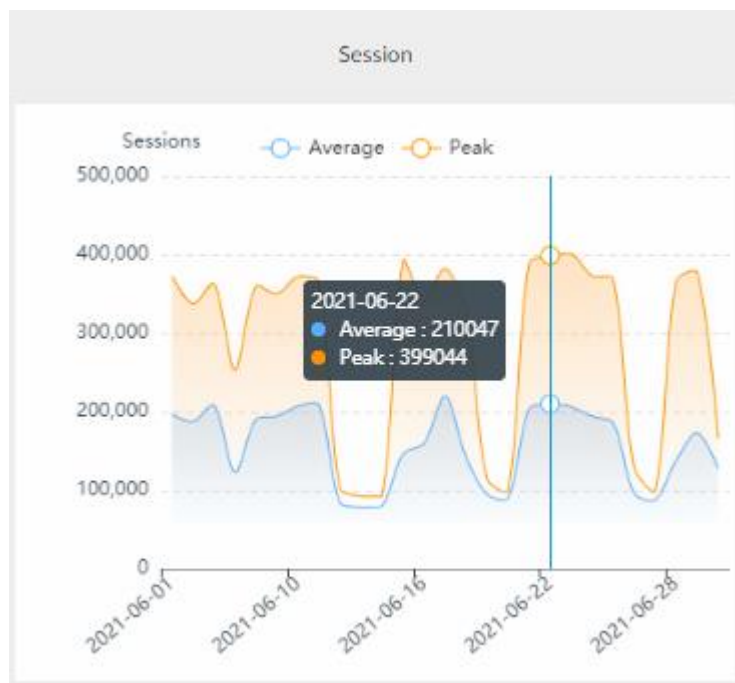 Session
Sessions
Average
Peak
500,000
400,000
300,000
200,000
100,000
0
2021-06-22
Average : 210047
Peak : 399044
2021-06-01
2021-06-10
2021-06-16
2021-06-22
2021-06-28